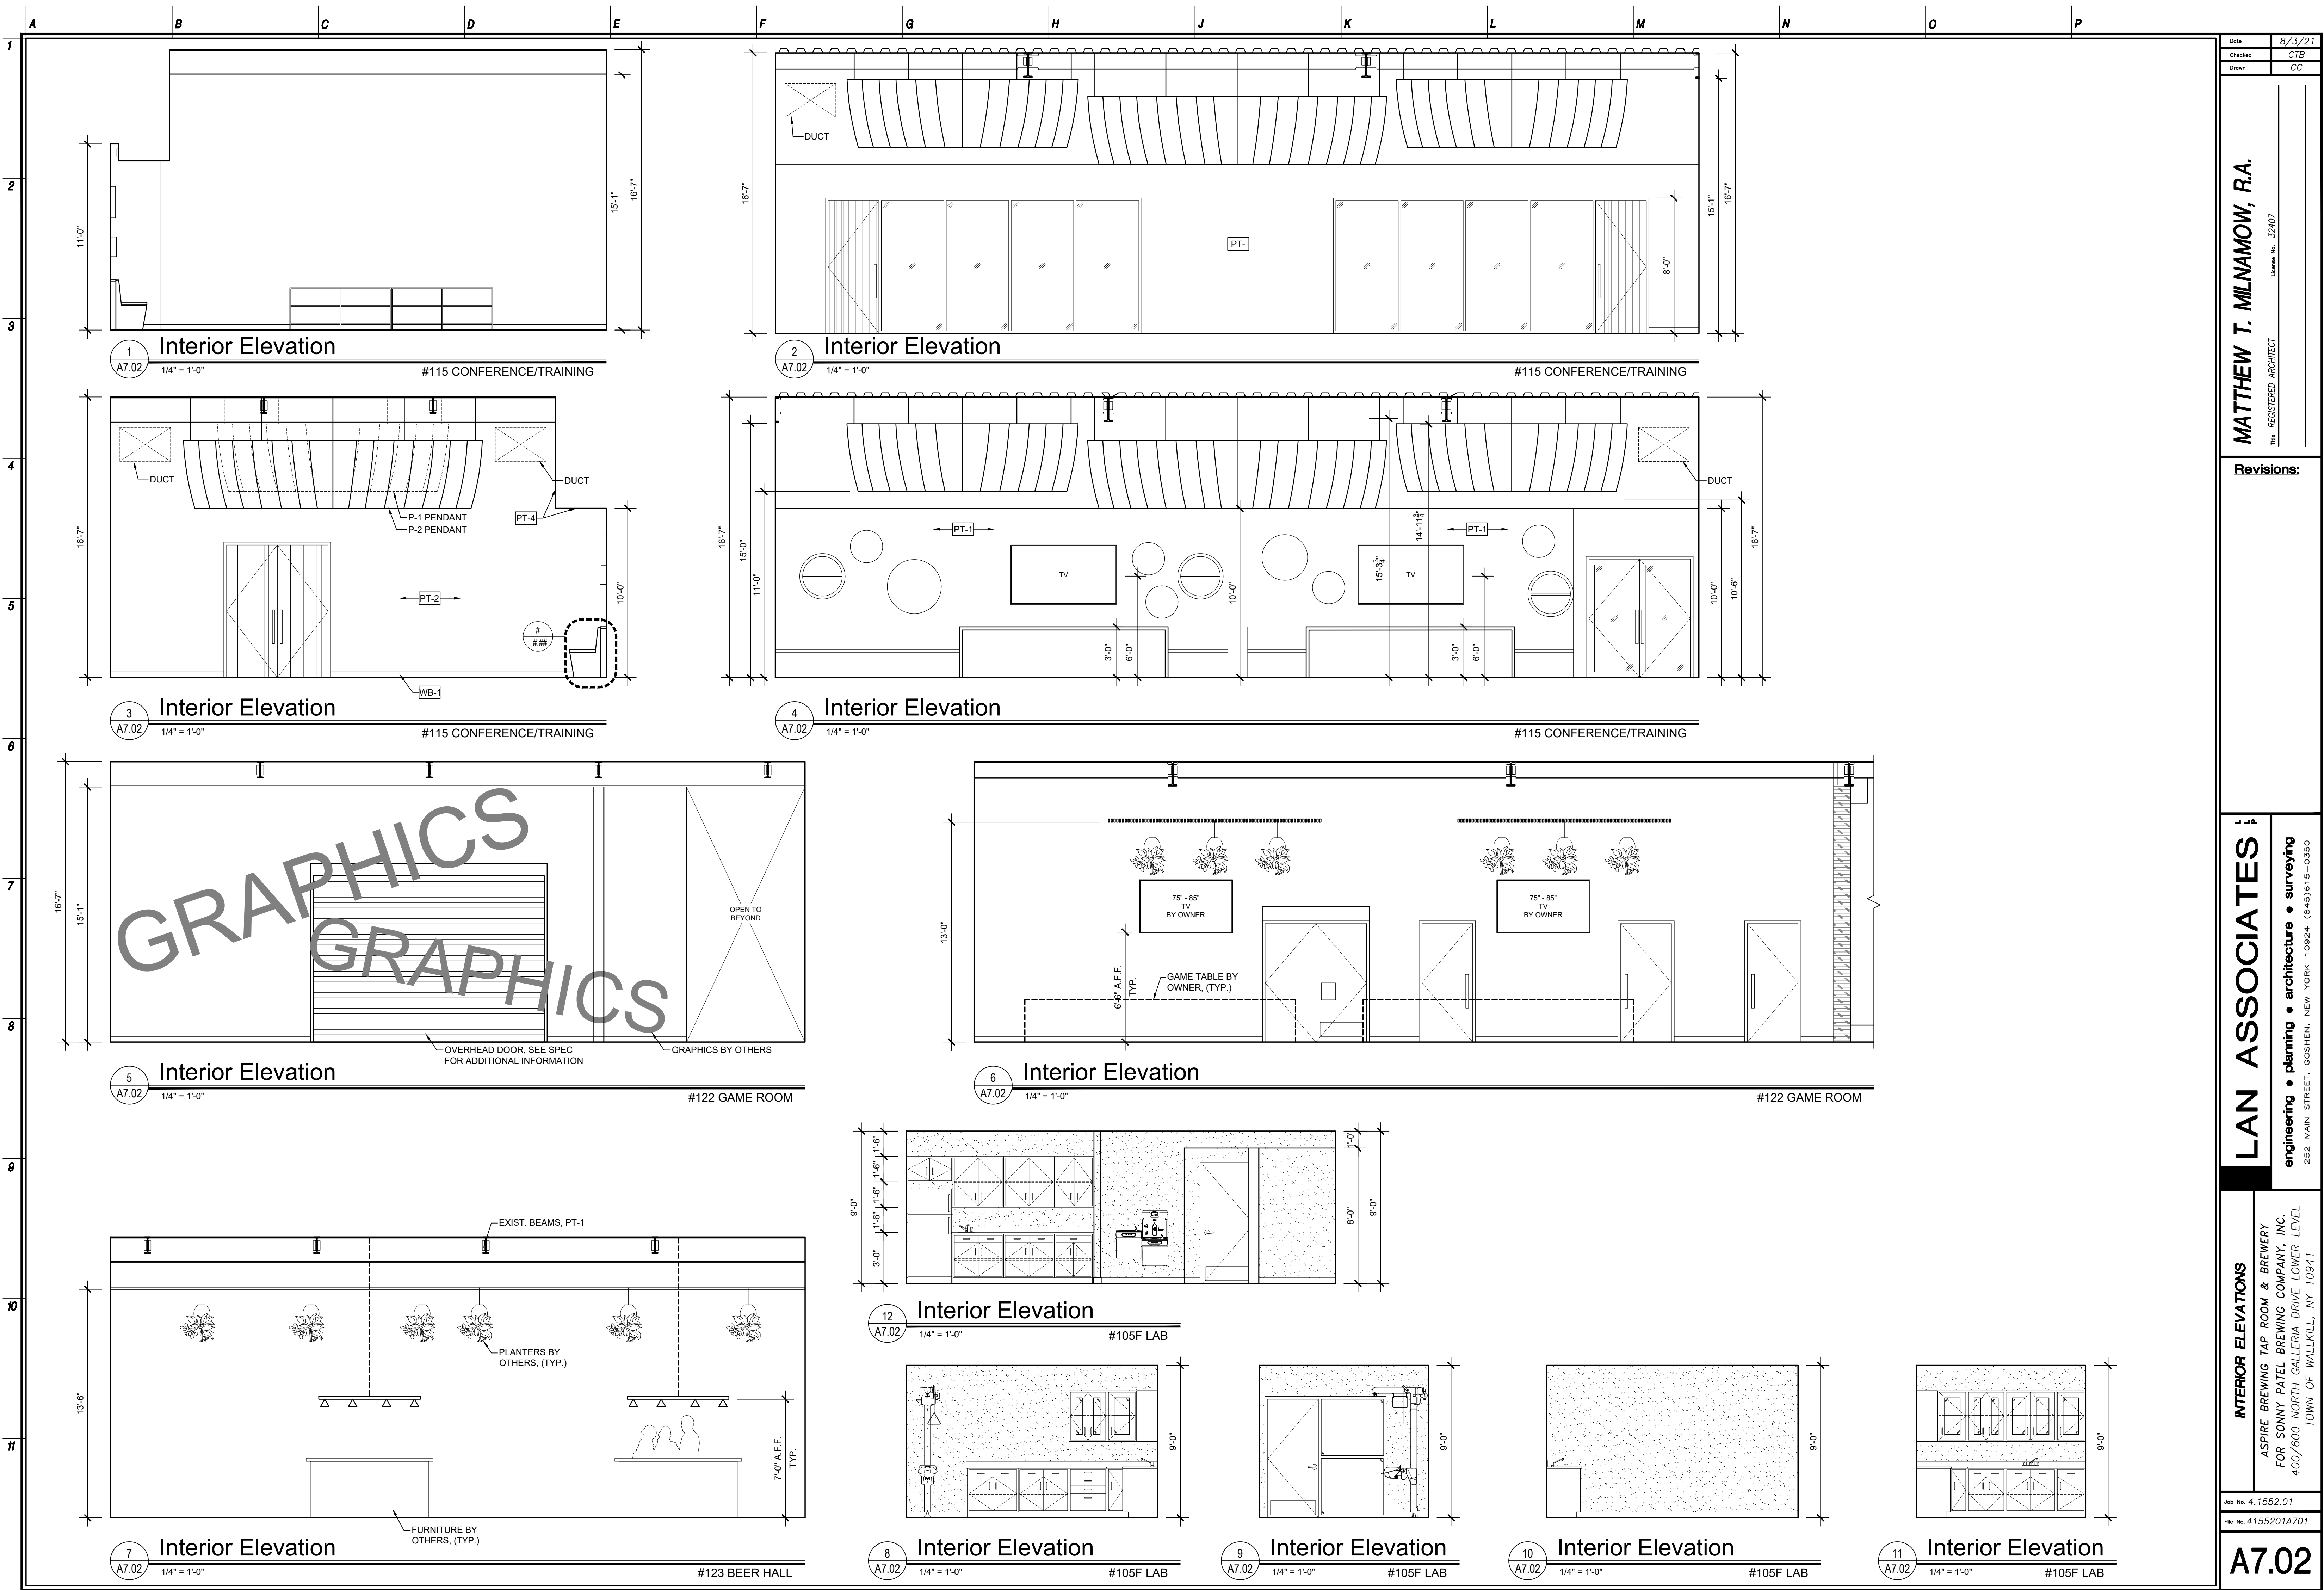 A B C D E F G H J K L M N O P
1
2
3
4
5
6
7
8
9
10
11
11'-0"
15'-1"
16'-7"
1
A7.02
Interior Elevation
1/4" = 1'-0"
#115 CONFERENCE/TRAINING
16'-7"
DUCT
PT-
8'-0"
15'-1"
16'-7"
2
A7.02
Interior Elevation
1/4" = 1'-0"
#115 CONFERENCE/TRAINING
16'-7"
DUCT
DUCT
P-1 PENDANT
P-2 PENDANT
PT-4
PT-2
10'-0"
#
#.##
WB-1
3
A7.02
Interior Elevation
1/4" = 1'-0"
#115 CONFERENCE/TRAINING
16'-7"
15'-0"
11'-0"
PT-1
TV
3'-0"
6'-0"
10'-0"
15'-3 3/4"
14'-11 3/4"
PT-1
TV
3'-0"
6'-0"
DUCT
10'-0"
10'-6"
16'-7"
4
A7.02
Interior Elevation
1/4" = 1'-0"
#115 CONFERENCE/TRAINING
16'-7"
15'-1"
GRAPHICS
GRAPHICS
OPEN TO
BEYOND
OVERHEAD DOOR, SEE SPEC
FOR ADDITIONAL INFORMATION
GRAPHICS BY OTHERS
5
A7.02
Interior Elevation
1/4" = 1'-0"
#122 GAME ROOM
13'-0"
75" - 85"
TV
BY OWNER
75" - 85"
TV
BY OWNER
6'-6" A.F.F.
TYP.
GAME TABLE BY
OWNER, (TYP.)
6
A7.02
Interior Elevation
1/4" = 1'-0"
#122 GAME ROOM
13'-6"
EXIST. BEAMS, PT-1
PLANTERS BY
OTHERS, (TYP.)
7'-0" A.F.F.
TYP.
FURNITURE BY
OTHERS, (TYP.)
7
A7.02
Interior Elevation
1/4" = 1'-0"
#123 BEER HALL
9'-0"
1'-6"
1'-6"
1'-6"
1'-6"
3'-0"
1'-0"
8'-0"
9'-0"
12
A7.02
Interior Elevation
1/4" = 1'-0"
#105F LAB
9'-0"
8
A7.02
Interior Elevation
1/4" = 1'-0"
#105F LAB
9'-0"
9
A7.02
Interior Elevation
1/4" = 1'-0"
#105F LAB
9'-0"
10
A7.02
Interior Elevation
1/4" = 1'-0"
#105F LAB
9'-0"
11
A7.02
Interior Elevation
1/4" = 1'-0"
#105F LAB
Date 8/3/21
Checked CTB
Drawn CC
MATTHEW T. MILNAMOW, R.A.
Title REGISTERED ARCHITECT License No. 32407
Revisions:
LAN ASSOCIATES LLP
engineering • planning • architecture • surveying
252 MAIN STREET, GOSHEN, NEW YORK 10924 (845)615-0350
INTERIOR ELEVATIONS
ASPIRE BREWING TAP ROOM & BREWERY
FOR SONNY PATEL BREWING COMPANY, INC.
400/600 NORTH GALLERIA DRIVE LOWER LEVEL
TOWN OF WALLKILL, NY 10941
Job No. 4.1552.01
File No. 4155201A701
A7.02